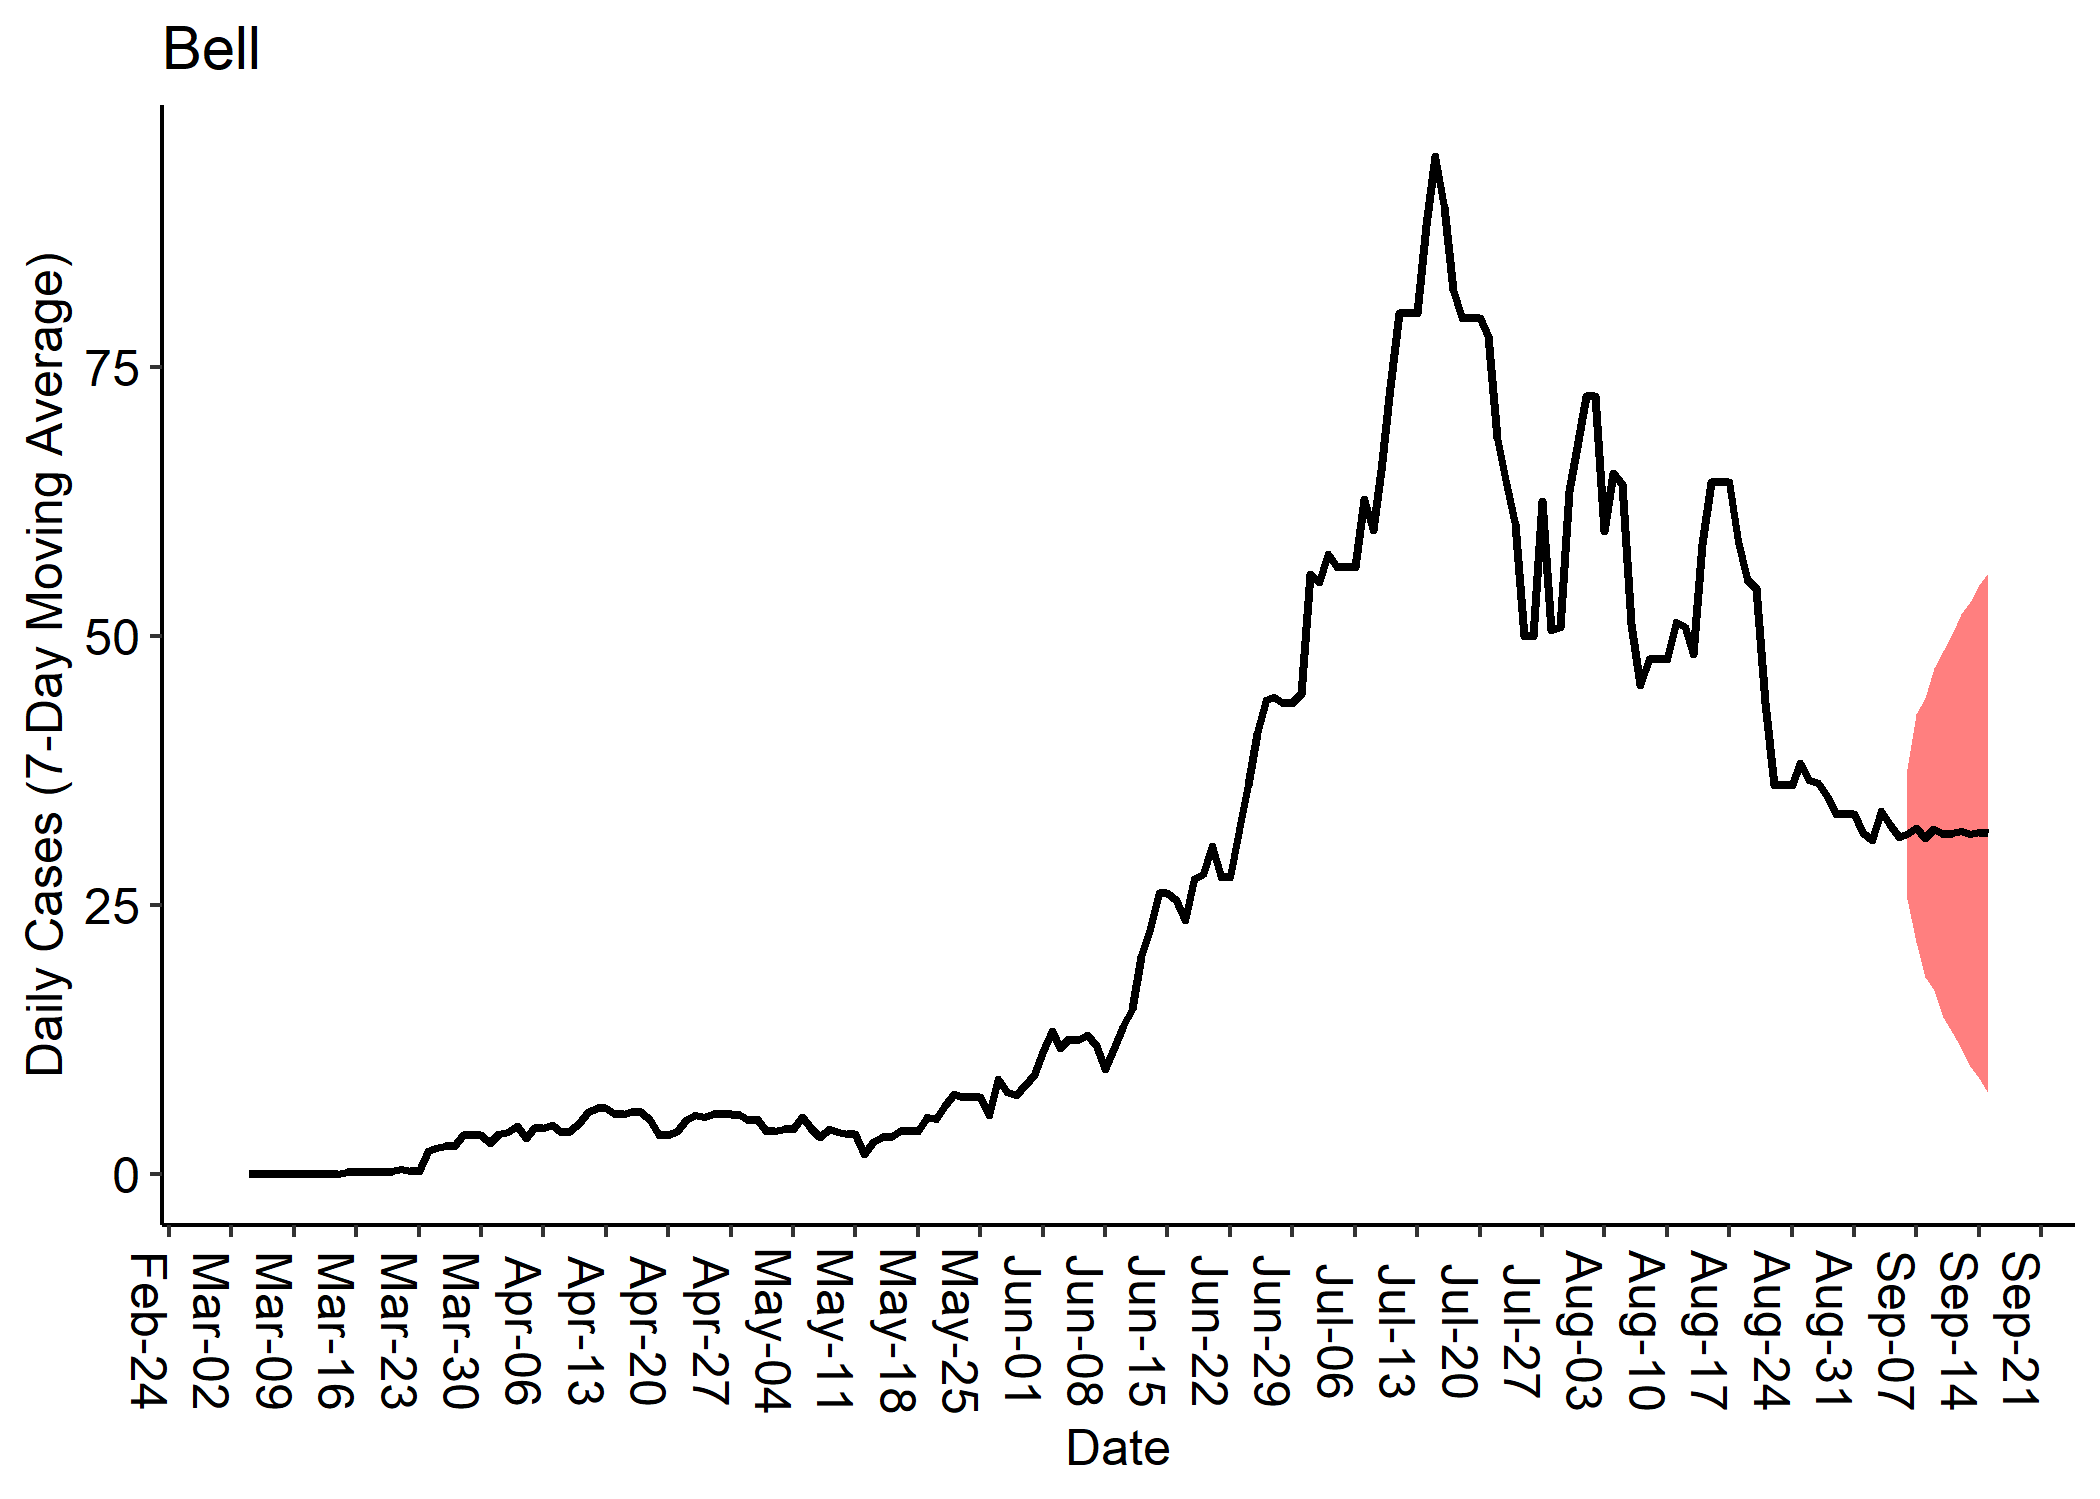 Bell
Daily Cases (7-Day Moving Average)
75
50
25
0
Feb-24
Mar-02
Mar-09
Mar-16
Mar-23
Mar-30
Apr-06
Apr-13
Apr-20
Apr-27
May-04
May-11
May-18
May-25
Jun-01
Jun-08
Jun-15
Jun-22
Jun-29
Jul-06
Jul-13
Jul-20
Jul-27
Aug-03
Aug-10
Aug-17
Aug-24
Aug-31
Sep-07
Sep-14
Sep-21
Date